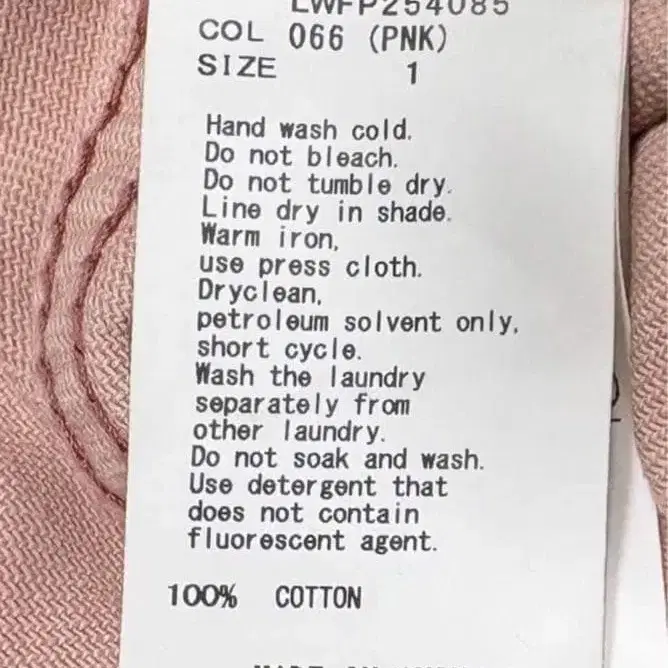 LWFP254085
COL 066 (PNK)
SIZE 1
Hand wash cold.
Do not bleach.
Do not tumble dry.
Line dry in shade.
Warm iron,
use press cloth.
Dryclean,
petroleum solvent only,
short cycle.
Wash the laundry
separately from
other laundry.
Do not soak and wash.
Use detergent that
does not contain
fluorescent agent.
100% COTTON